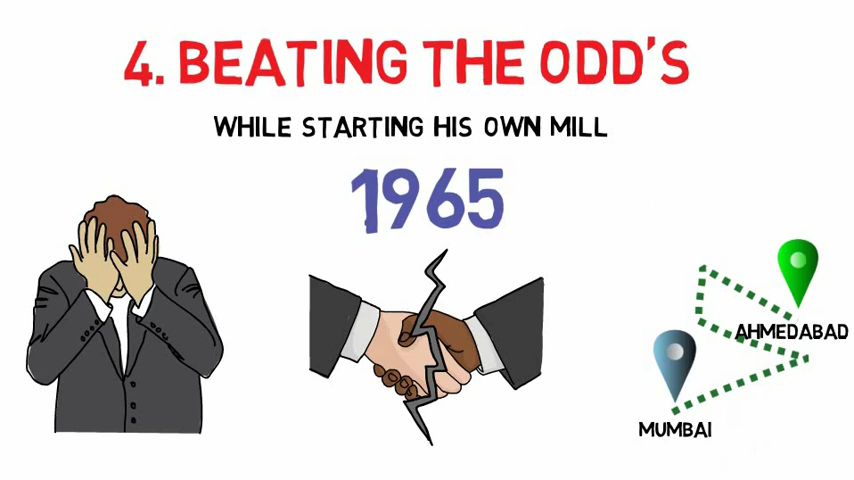 4. BEATING THE ODD'S
WHILE STARTING HIS OWN MILL
1965
AHMEDABAD
MUMBAI